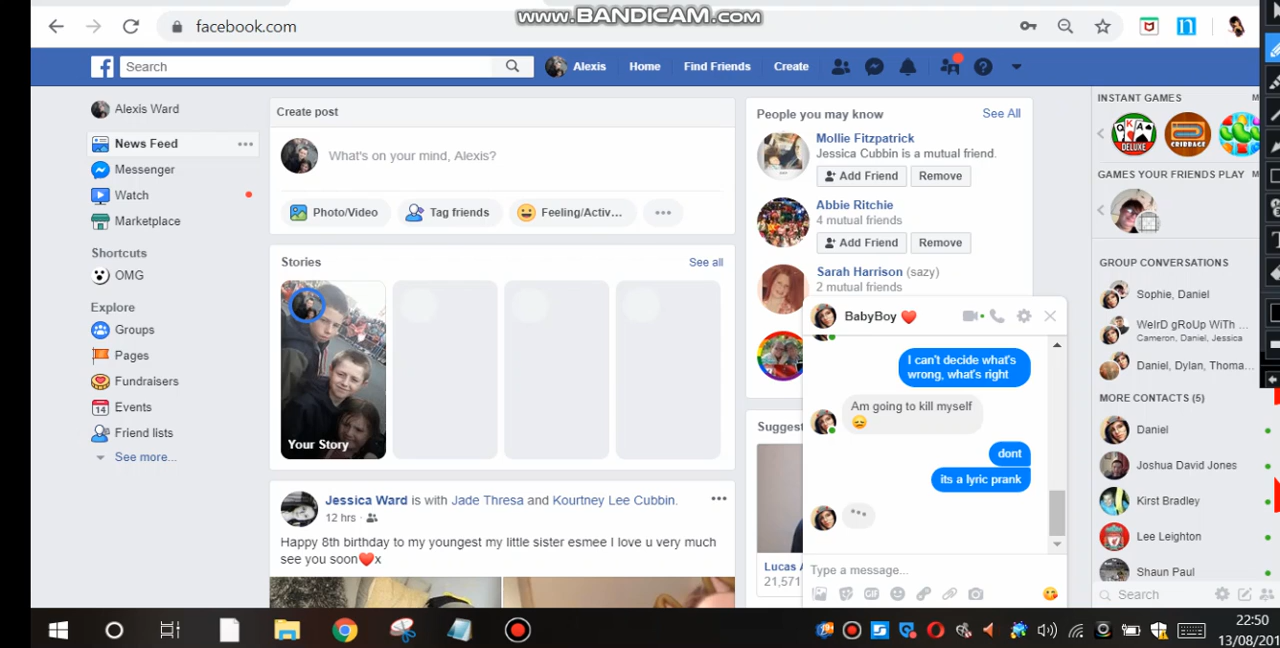 www.BANDICAM.com
facebook.com
Search
Alexis
Home
Find Friends
Create
Alexis Ward
News Feed
Messenger
Watch
Marketplace
Shortcuts
OMG
Explore
Groups
Pages
Fundraisers
14
Events
Friend lists
See more...
Create post
What's on your mind, Alexis?
Photo/Video
Tag friends
Feeling/Activ...
Stories
See all
Your Story
Jessica Ward is with Jade Thresa and Kourtney Lee Cubbin.
12 hrs ·
Happy 8th birthday to my youngest my little sister esmee I love u very much
see you soon❤️x
People you may know
See All
Mollie Fitzpatrick
Jessica Cubbin is a mutual friend.
Add Friend
Remove
Abbie Ritchie
4 mutual friends
Add Friend
Remove
Sarah Harrison (sazy)
2 mutual friends
Suggest
Lucas
21,571
BabyBoy ❤️
I can't decide what's
wrong, what's right
Am going to kill myself
😞
dont
its a lyric prank
Type a message...
GIF
INSTANT GAMES
M
DELUXE
CRIBBAGE
GAMES YOUR FRIENDS PLAY
M
GROUP CONVERSATIONS
Sophie, Daniel
WeIrD gRoUp WiTh ...
Cameron, Daniel, Jessica
Daniel, Dylan, Thoma...
MORE CONTACTS (5)
Daniel
Joshua David Jones
Kirst Bradley
Lee Leighton
Shaun Paul
Search
22:50
13/08/201